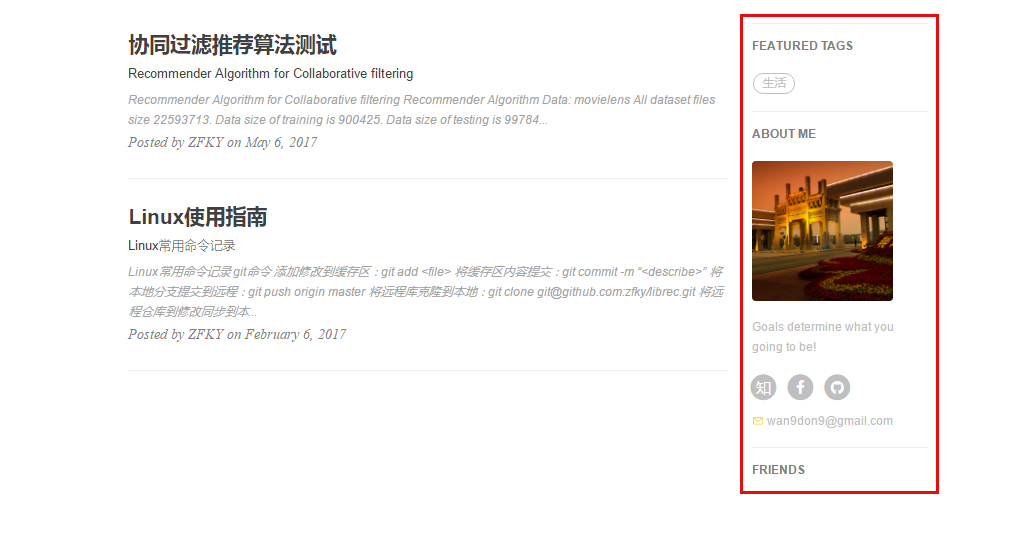 协同过滤推荐算法测试
Recommender Algorithm for Collaborative filtering
Recommender Algorithm for Collaborative filtering Recommender Algorithm Data: movielens All dataset files
size 22593713. Data size of training is 900425. Data size of testing is 99784...
Posted by ZFKY on May 6, 2017
Linux使用指南
Linux常用命令记录
Linux常用命令记录 git命令 添加修改到缓存区：git add <file> 将缓存区内容提交：git commit -m “<describe>” 将
本地分支提交到远程：git push origin master 将远程库克隆到本地：git clone git@github.com:zfky/librec.git 将远
程仓库到修改同步到本...
Posted by ZFKY on February 6, 2017
FEATURED TAGS
生活
ABOUT ME
Goals determine what you
going to be!
知
wan9don9@gmail.com
FRIENDS